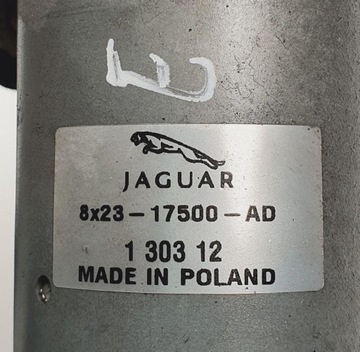 E
JAGUAR
8x23-17500-AD
1 303 12
MADE IN POLAND